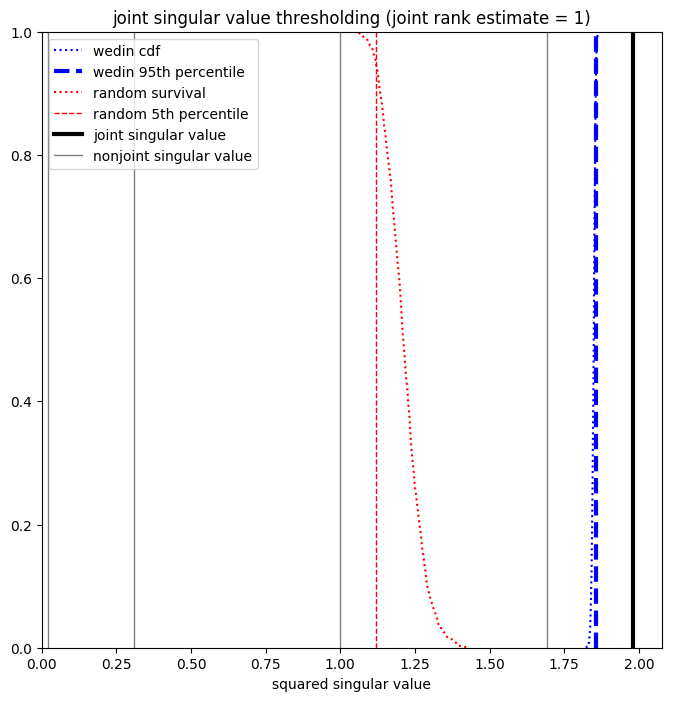 joint singular value thresholding (joint rank estimate = 1)
1.0
0.8
0.6
0.4
0.2
0.0
wedin cdf
wedin 95th percentile
random survival
random 5th percentile
joint singular value
nonjoint singular value
0.00 0.25 0.50 0.75 1.00 1.25 1.50 1.75 2.00
squared singular value